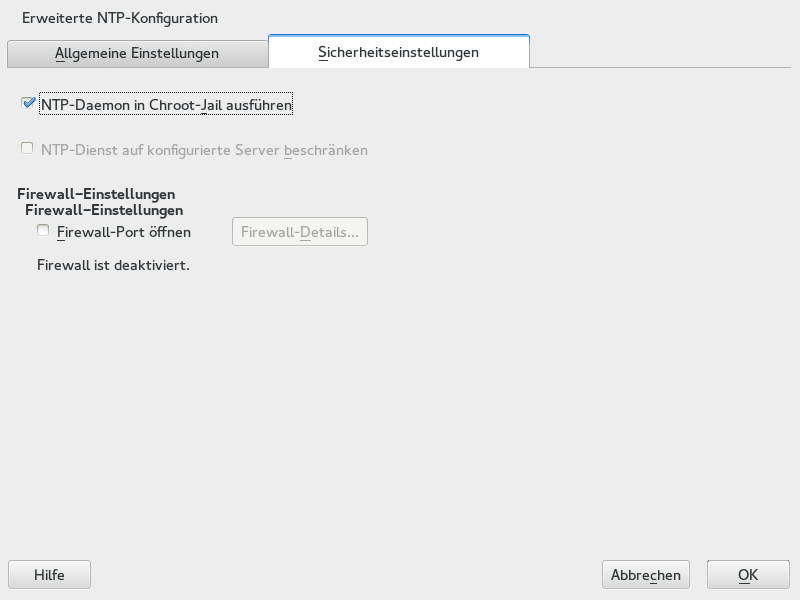 Erweiterte NTP-Konfiguration
Allgemeine Einstellungen
Sicherheitseinstellungen
NTP-Daemon in Chroot-Jail ausführen
NTP-Dienst auf konfigurierte Server beschränken
Firewall-Einstellungen
Firewall-Einstellungen
Firewall-Port öffnen
Firewall-Details...
Firewall ist deaktiviert.
Hilfe
Abbrechen
OK